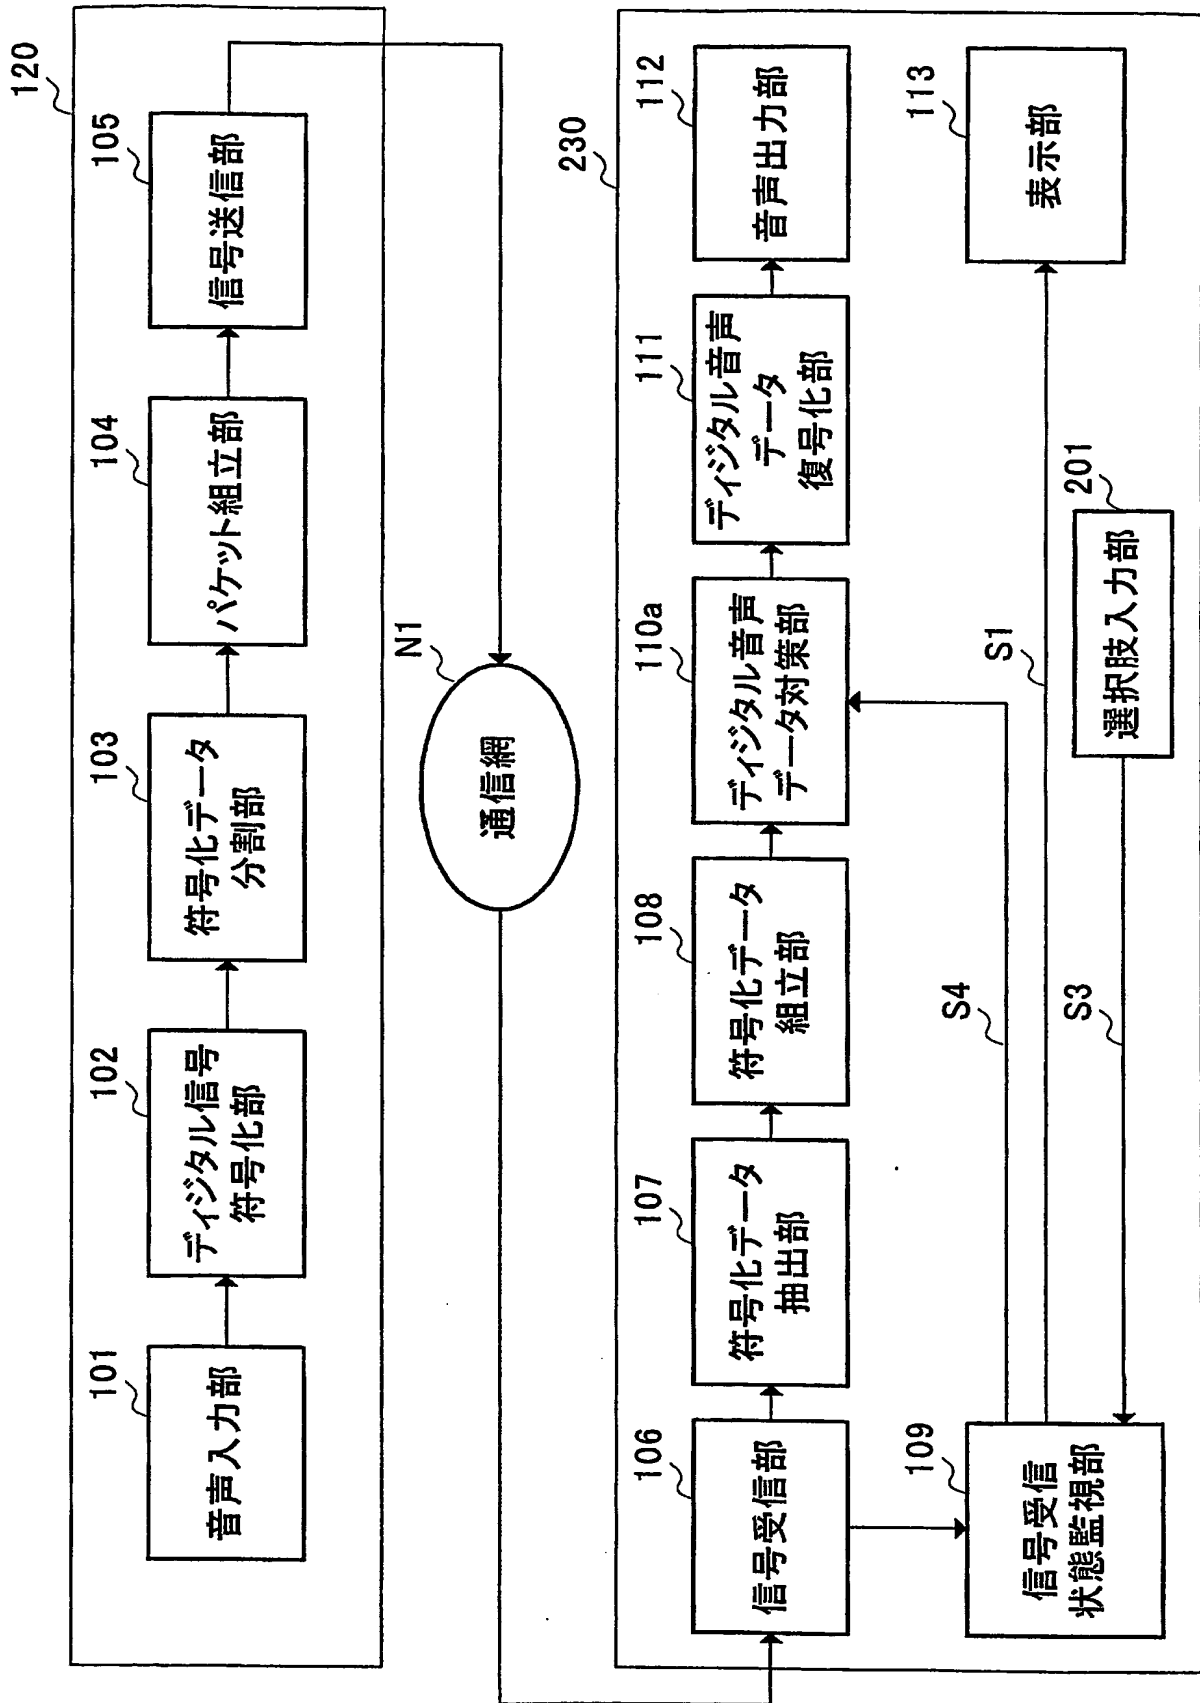 120
101
音声入力部
102
ディジタル信号
符号化部
103
符号化データ
分割部
104
パケット組立部
105
信号送信部
N1
通信網
230
106
信号受信部
107
符号化データ
抽出部
108
符号化データ
組立部
110a
ディジタル音声
データ対策部
111
ディジタル音声
データ
復号化部
112
音声出力部
109
信号受信
状態監視部
S4
S1
S3
201
選択肢入力部
113
表示部